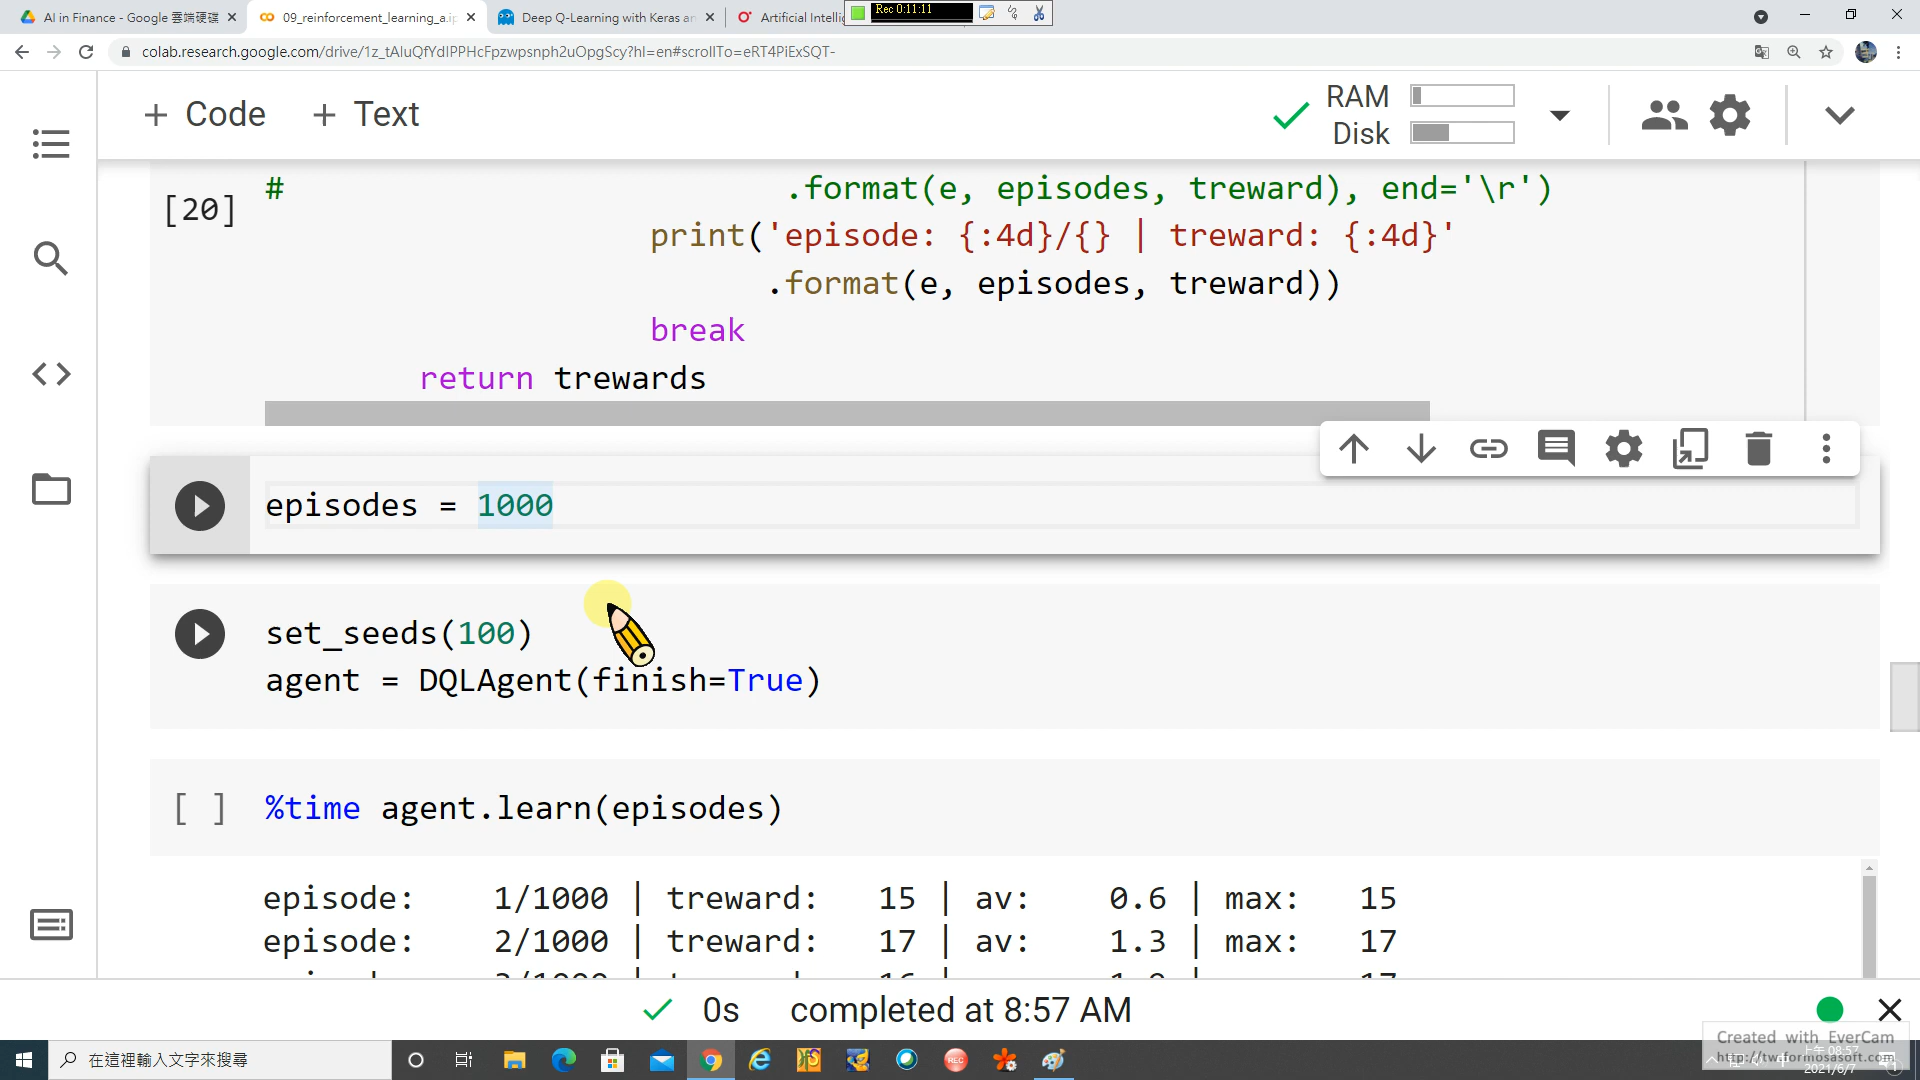 AI in Finance - Google 雲端硬碟
09_reinforcement_learning_a.ip
Deep Q-Learning with Keras an
Artificial Intelli
Rec 0:11:11
colab.research.google.com/drive/1z_tAluQfYdIPPHcFpzwpsnph2uOpgScy?hl=en#scrollTo=eRT4PiExSQT-
+ Code + Text
RAM
Disk
[20]
# .format(e, episodes, treward), end='\r')
print('episode: {:4d}/{} | treward: {:4d}'
.format(e, episodes, treward))
break
return trewards
episodes = 1000
set_seeds(100)
agent = DQLAgent(finish=True)
[ ] %time agent.learn(episodes)
episode: 1/1000 | treward: 15 | av: 0.6 | max: 15
episode: 2/1000 | treward: 17 | av: 1.3 | max: 17
0s completed at 8:57 AM
在這裡輸入文字來搜尋
REC
Created with EverCam
http://tw.formosasoft.com
2021/6/7